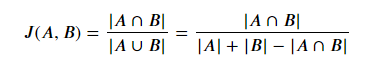 J(A, B) = |A ∩ B| / |A ∪ B| = |A ∩ B| / (|A| + |B| − |A ∩ B|)